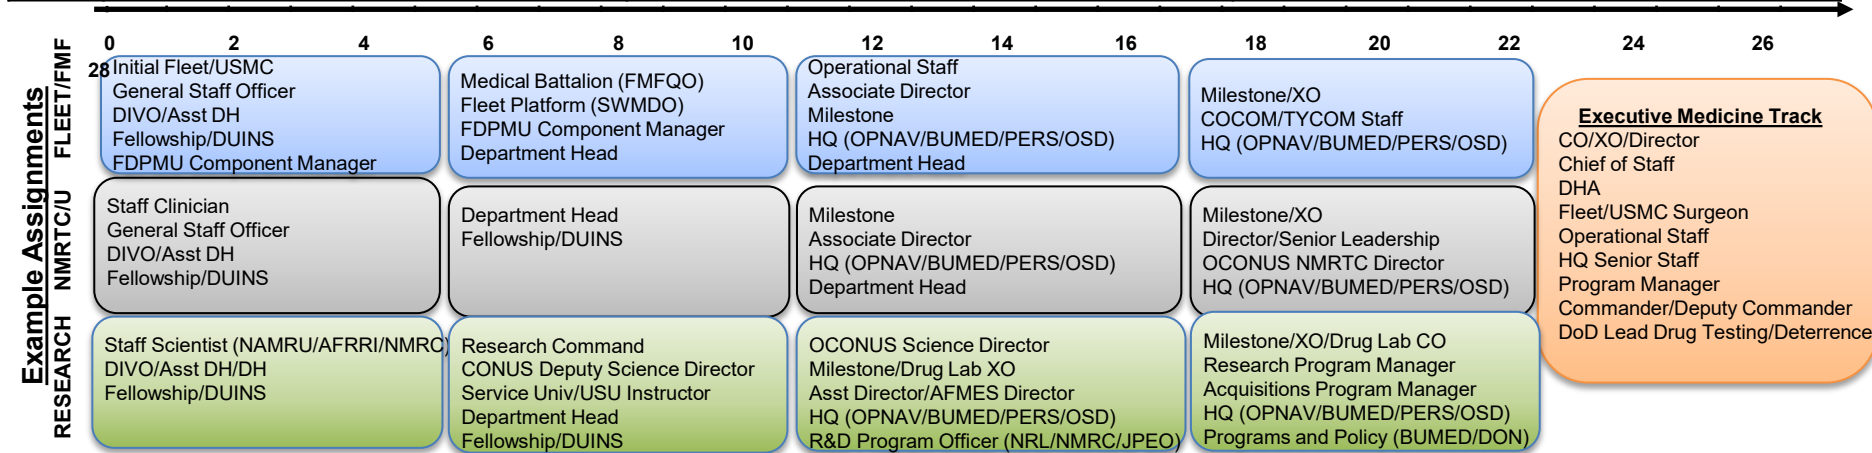 0 2 4 6 8 10 12 14 16 18 20 22 24 26
28
Example Assignments
FLEET/FMF
Initial Fleet/USMC
General Staff Officer
DIVO/Asst DH
Fellowship/DUINS
FDPMU Component Manager
Medical Battalion (FMFQO)
Fleet Platform (SWMDO)
FDPMU Component Manager
Department Head
Operational Staff
Associate Director
Milestone
HQ (OPNAV/BUMED/PERS/OSD)
Department Head
Milestone/XO
COCOM/TYCOM Staff
HQ (OPNAV/BUMED/PERS/OSD)
NMRTC/U
Staff Clinician
General Staff Officer
DIVO/Asst DH
Fellowship/DUINS
Department Head
Fellowship/DUINS
Milestone
Associate Director
HQ (OPNAV/BUMED/PERS/OSD)
Department Head
Milestone/XO
Director/Senior Leadership
OCONUS NMRTC Director
HQ (OPNAV/BUMED/PERS/OSD)
RESEARCH
Staff Scientist (NAMRU/AFRRI/NMRC)
DIVO/Asst DH/DH
Fellowship/DUINS
Research Command
CONUS Deputy Science Director
Service Univ/USU Instructor
Department Head
Fellowship/DUINS
OCONUS Science Director
Milestone/Drug Lab XO
Asst Director/AFMES Director
HQ (OPNAV/BUMED/PERS/OSD)
R&D Program Officer (NRL/NMRC/JPEO)
Milestone/XO/Drug Lab CO
Research Program Manager
Acquisitions Program Manager
HQ (OPNAV/BUMED/PERS/OSD)
Programs and Policy (BUMED/DON)
Executive Medicine Track
CO/XO/Director
Chief of Staff
DHA
Fleet/USMC Surgeon
Operational Staff
HQ Senior Staff
Program Manager
Commander/Deputy Commander
DoD Lead Drug Testing/Deterrence